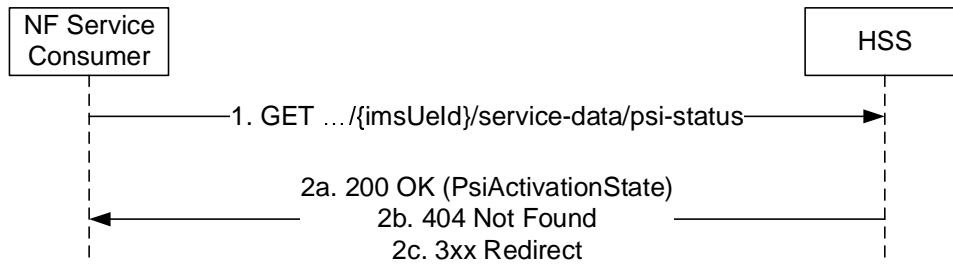 NF Service
Consumer
HSS
1. GET …/{imsUeId}/service-data/psi-status
2a. 200 OK (PsiActivationState)
2b. 404 Not Found
2c. 3xx Redirect